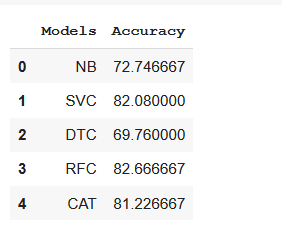 Models Accuracy
0 NB 72.746667
1 SVC 82.080000
2 DTC 69.760000
3 RFC 82.666667
4 CAT 81.226667